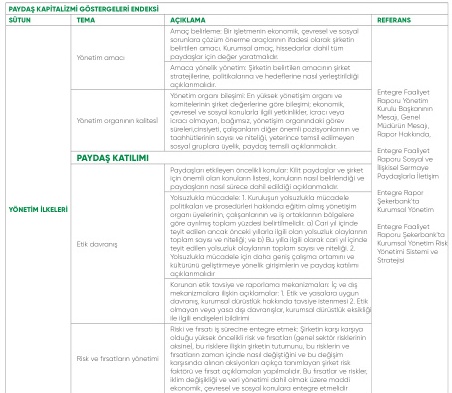 PAYDAŞ KAPİTALİZMİ GÖSTERGELERİ ENDEKSİ
SÜTUN TEMA AÇIKLAMA REFERANS
YÖNETİM İLKELERİ
Yönetim amacı
Amaç belirleme: Bir işletmenin ekonomik, çevresel ve sosyal
sorunlara çözüm önerme araçlarının ifadesi olarak şirketin
belirtilen amacı. Kurumsal amaç, hissedarlar dahil tüm
paydaşlar için değer yaratmalıdır.
Amaca yönelik yönetim: Şirketin belirtilen amacının şirket
stratejilerine, politikalarına ve hedeflerine nasıl yerleştirildiği
açıklanmalıdır.
Yönetim organının kalitesi
Yönetim organı bileşimi: En yüksek yönetişim organı ve
komitelerinin şirket değerlerine göre bileşimi; ekonomik,
çevresel ve sosyal konularla ilgili yetkinlikler, icracı veya
icracı olmayan, bağımsız, yönetişim organındaki görev
süreleri,cinsiyeti, çalışanların diğer önemli pozisyonlarının ve
taahhütlerinin sayısı ve niteliği, yeterince temsil edilmeyen
sosyal gruplara üyelik, paydaş temsili açıklanmalıdır.
PAYDAŞ KATILIMI
Paydaşları etkileyen öncelikli konular: Kilit paydaşlar ve şirket
için önemli olan konuların listesi, konuların nasıl belirlendiği ve
paydaşların nasıl sürece dahil edildiği açıklanmalıdır.
Etik davranış
Yolsuzlukla mücadele: 1. Kuruluşun yolsuzlukla mücadele
politikaları ve prosedürleri hakkında eğitim almış yönetişim
organı üyelerinin, çalışanlarının ve iş ortaklarının bölgelere
göre ayrılmış toplam yüzdesi belirtilmelidir. a) Cari yıl içinde
teyit edilen ancak önceki yıllarla ilgili olan yolsuzluk olaylarının
toplam sayısı ve niteliği; ve b) Bu yılla ilgili olarak cari yıl içinde
teyit edilen yolsuzluk olaylarının toplam sayısı ve niteliği. 2.
Yolsuzlukla mücadele için daha geniş çalışma ortamını ve
kültürünü geliştirmeye yönelik girişimlerin ve paydaş katılımı
açıklanmalıdır
Korunan etik tavsiye ve raporlama mekanizmaları: İç ve dış
mekanizmalara ilişkin açıklamalar: 1. Etik ve yasalara uygun
davranış, kurumsal dürüstlük hakkında tavsiye istenmesi 2. Etik
olmayan veya yasa dışı davranışlar, kurumsal dürüstlük eksikliği
ile ilgili endişeleri bildirimi
Risk ve fırsatların yönetimi
Riski ve fırsatı iş sürecine entegre etmek: Şirketin karşı karşıya
olduğu yüksek öncelikli risk ve fırsatları (genel sektör risklerinin
aksine), bu risklere ilişkin şirketin tutumunu, bu risklerin ve
fırsatların zaman içinde nasıl değiştiğini ve bu değişim
karşısında alınan aksiyonları açıkça tanımlayan şirket risk
faktörü ve fırsat açıklamaları yapılmalıdır. Bu fırsatlar ve riskler,
iklim değişikliği ve veri yönetimi dahil olmak üzere maddi
ekonomik, çevresel ve sosyal konulara entegre etmelidir
Entegre Faaliyet
Raporu Yönetim
Kurulu Başkanının
Mesajı, Genel
Müdürün Mesajı,
Rapor Hakkında,
Entegre Faaliyet
Raporu Sosyal ve
İlişkisel Sermaye
Paydaşlarla İletişim
Entegre Rapor
Şekerbank'ta
Kurumsal Yönetim
Entegre Faaliyet
Raporu Şekerbank'ta
Kurumsal Yönetim Risk
Yönetimi Sistemi ve
Stratejisi